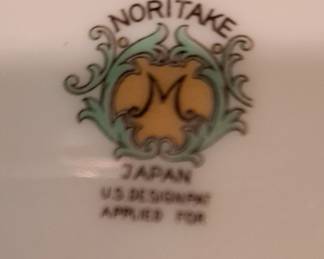 NORITAKE
M
JAPAN
U.S. DESIGN PAT
APPLIED FOR